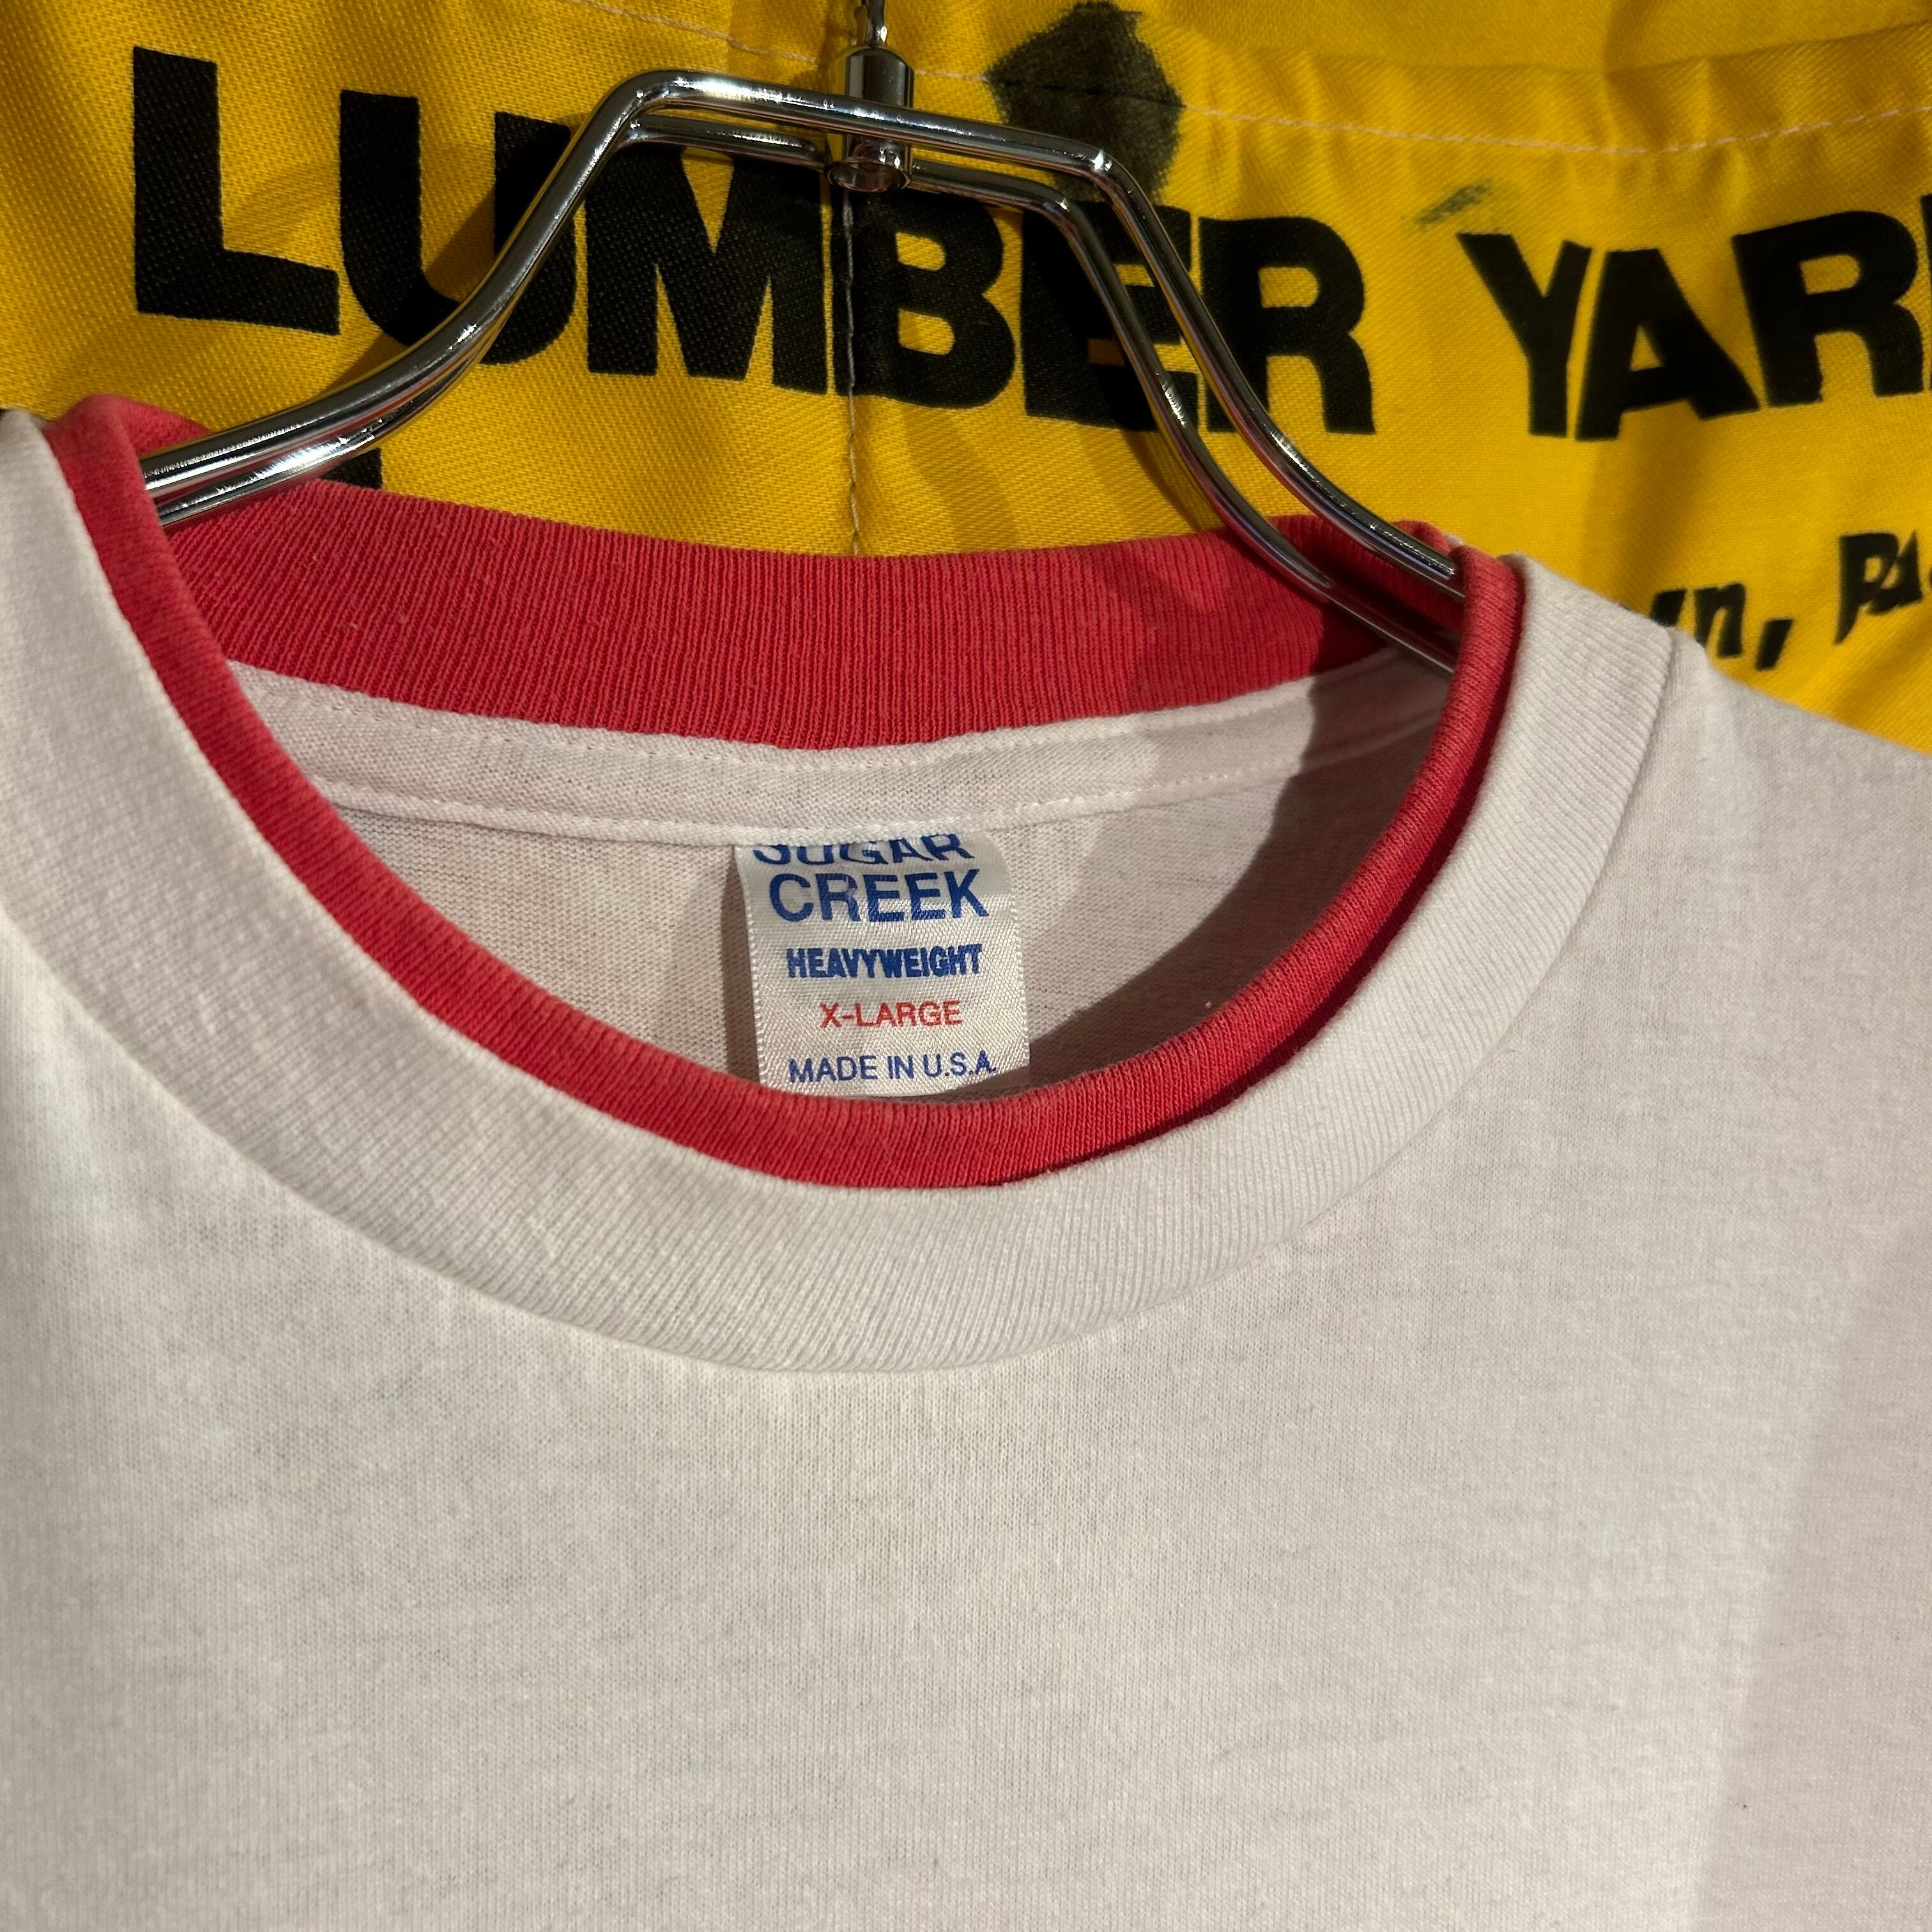 LUMBER YAR
SUGAR
CREEK
HEAVYWEIGHT
X-LARGE
MADE IN U.S.A.